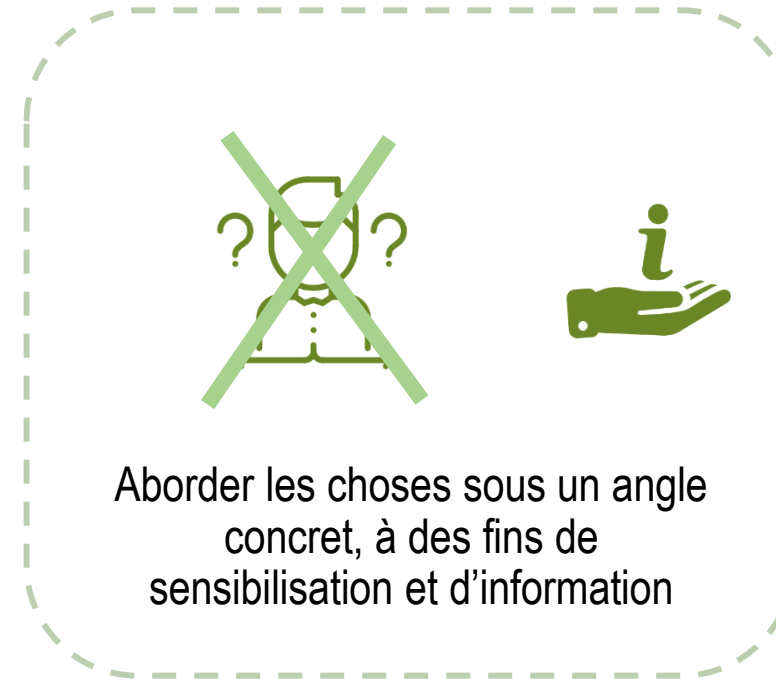 ? ?
i
Aborder les choses sous un angle
concret, à des fins de
sensibilisation et d’information